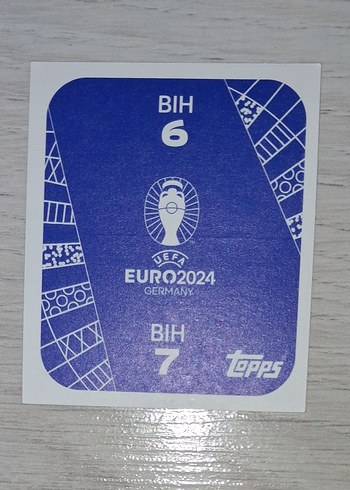 BIH
6
UEFA
EURO2024
GERMANY
BIH
7
Topps